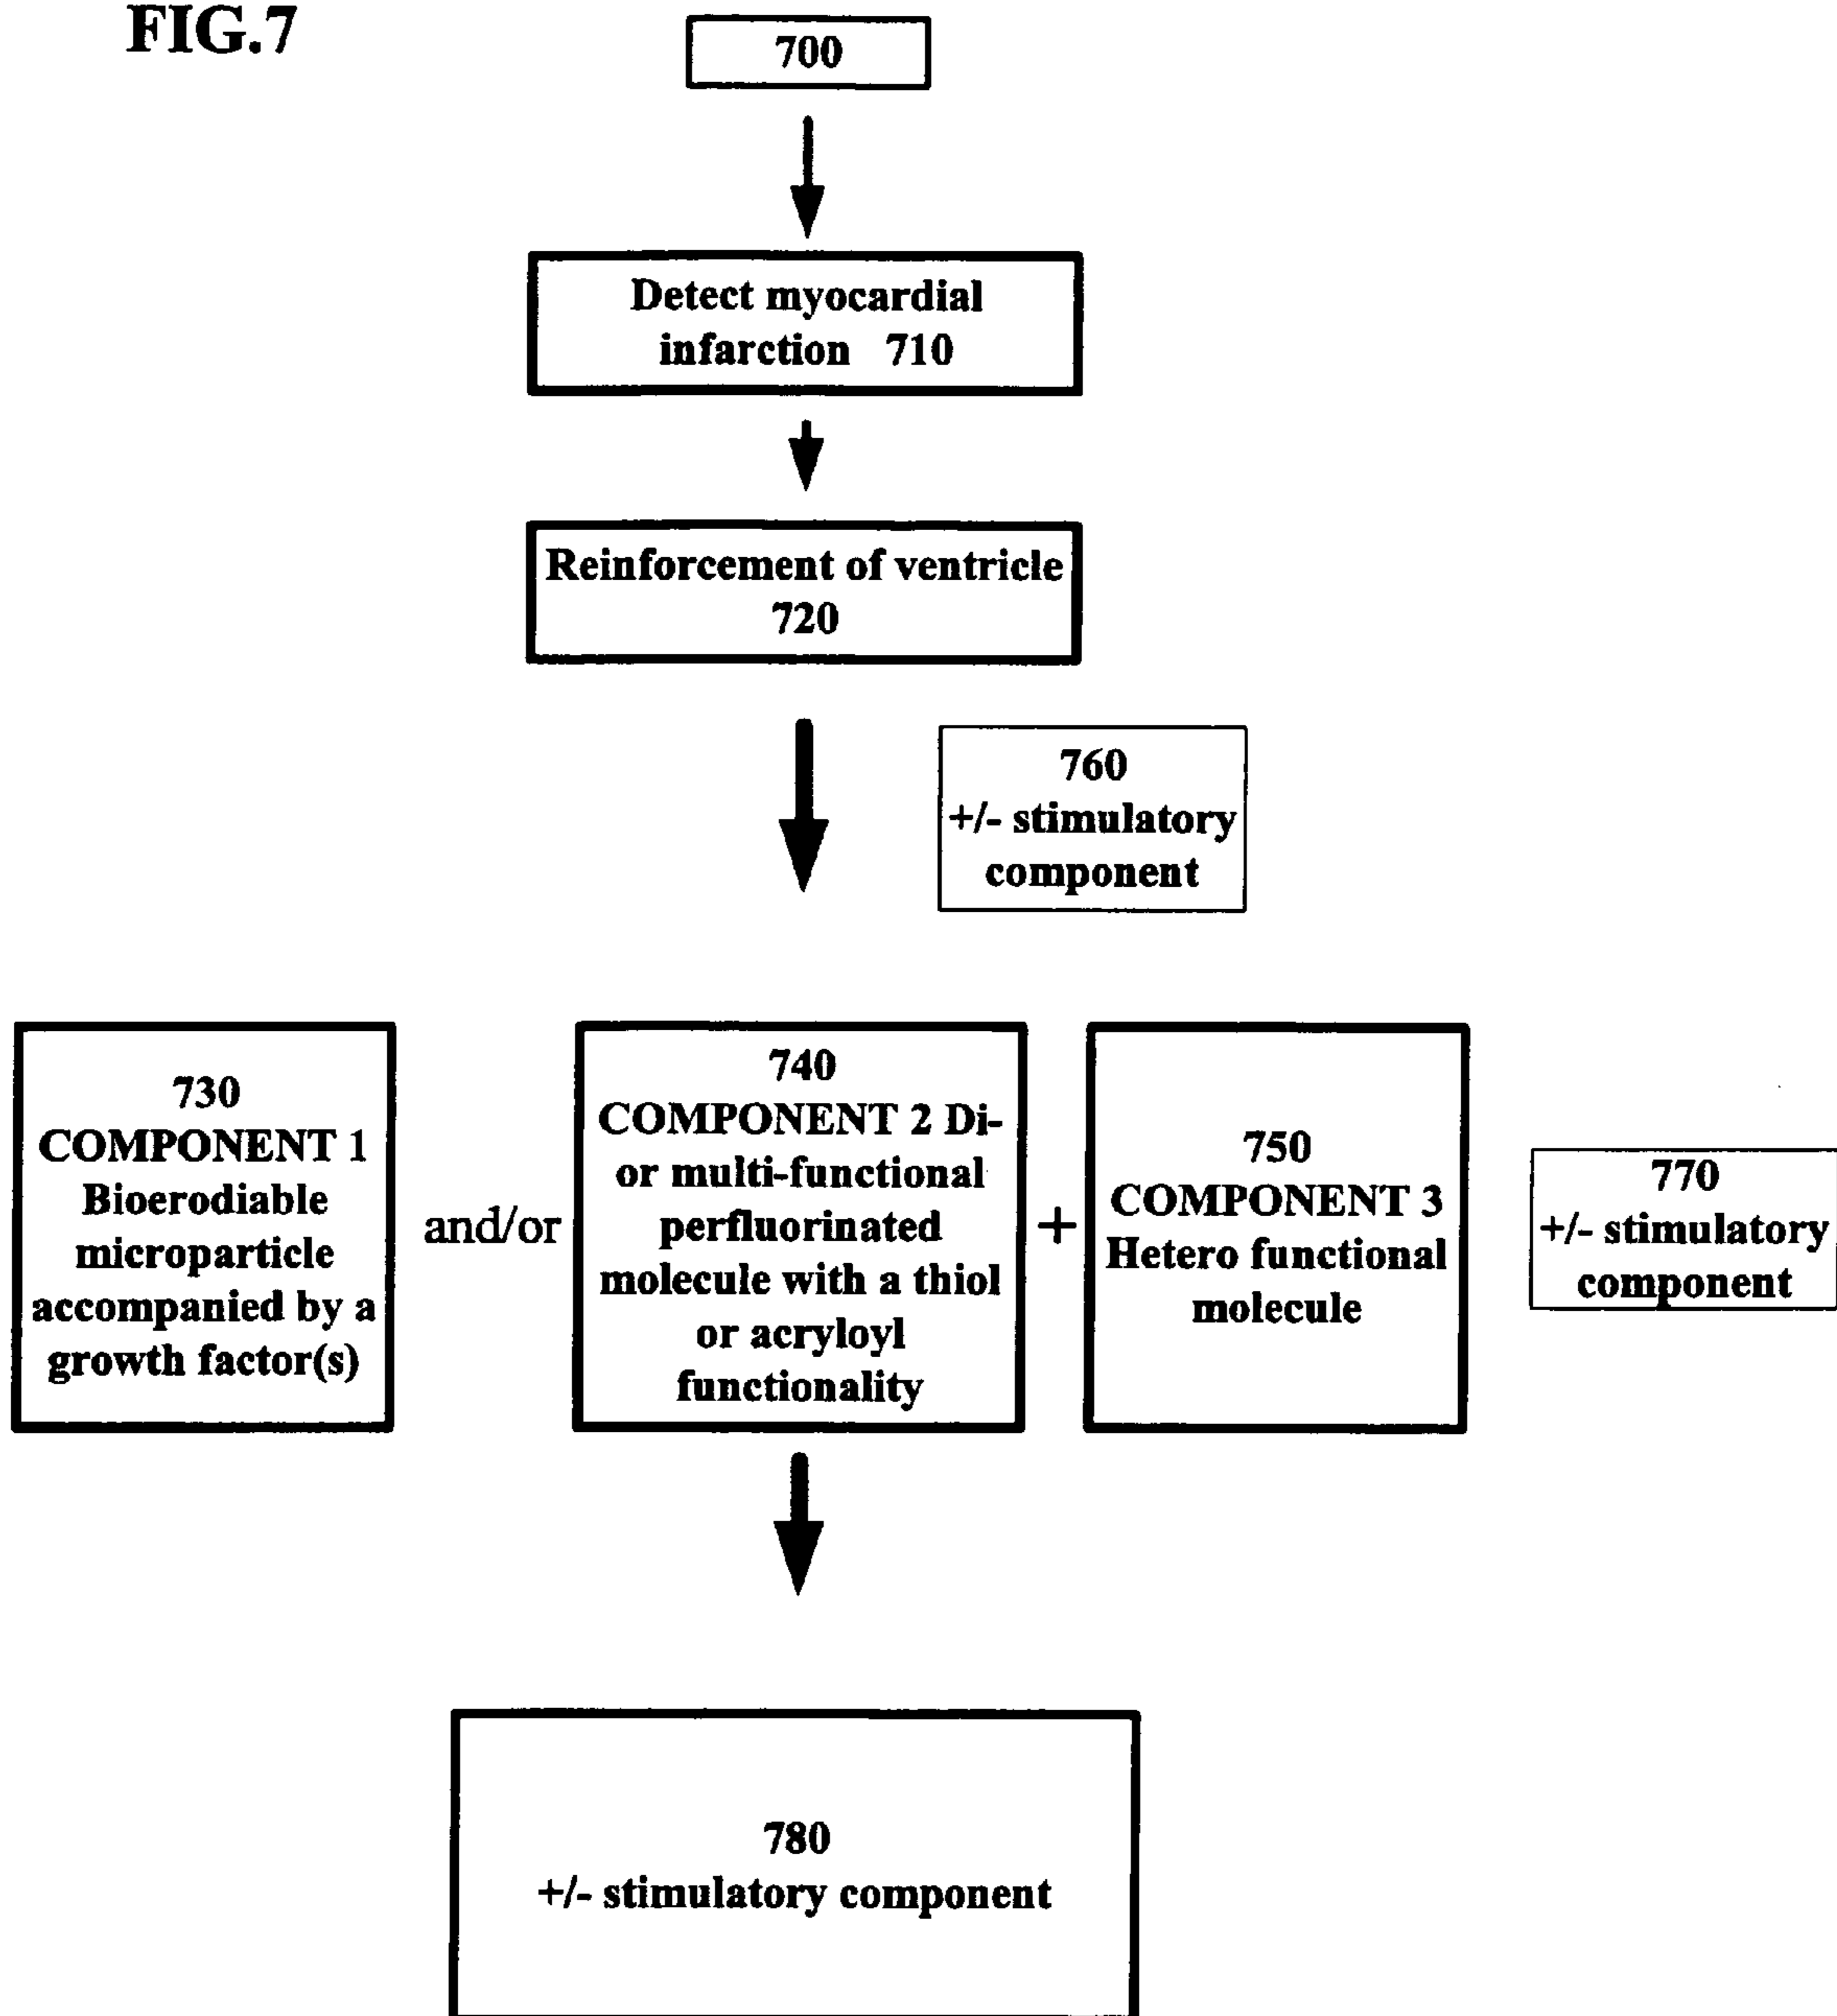 FIG.7
700
Detect myocardial
infarction 710
Reinforcement of ventricle
720
760
+/- stimulatory
component
730
COMPONENT 1
Bioerodiable
microparticle
accompanied by a
growth factor(s)
and/or
740
COMPONENT 2 Di-
or multi-functional
perfluorinated
molecule with a thiol
or acryloyl
functionality
+
750
COMPONENT 3
Hetero functional
molecule
770
+/- stimulatory
component
780
+/- stimulatory component